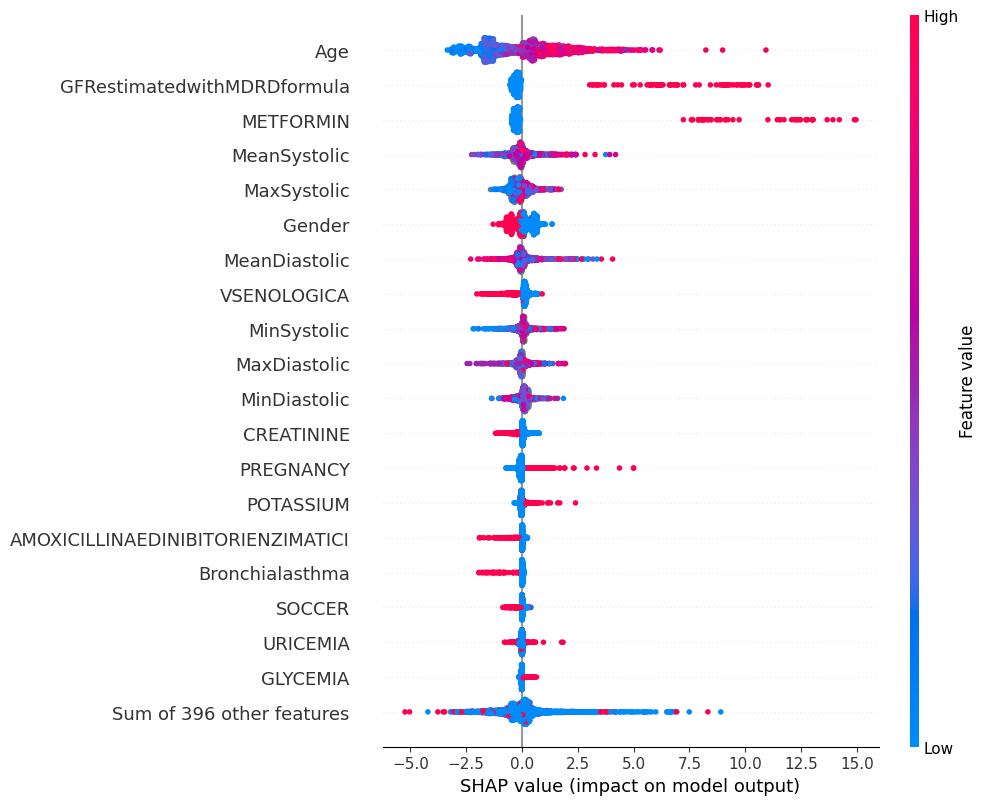 High
Age
GFRestimatedwithMDRDformula
METFORMIN
MeanSystolic
MaxSystolic
Gender
MeanDiastolic
VSENOLOGICA
MinSystolic
MaxDiastolic
MinDiastolic
CREATININE
PREGNANCY
POTASSIUM
AMOXICILLINAEDINIBITORIENZIMATICI
Bronchialasthma
SOCCER
URICEMIA
GLYCEMIA
Sum of 396 other features
Feature value
Low
−5.0 −2.5 0.0 2.5 5.0 7.5 10.0 12.5 15.0
SHAP value (impact on model output)